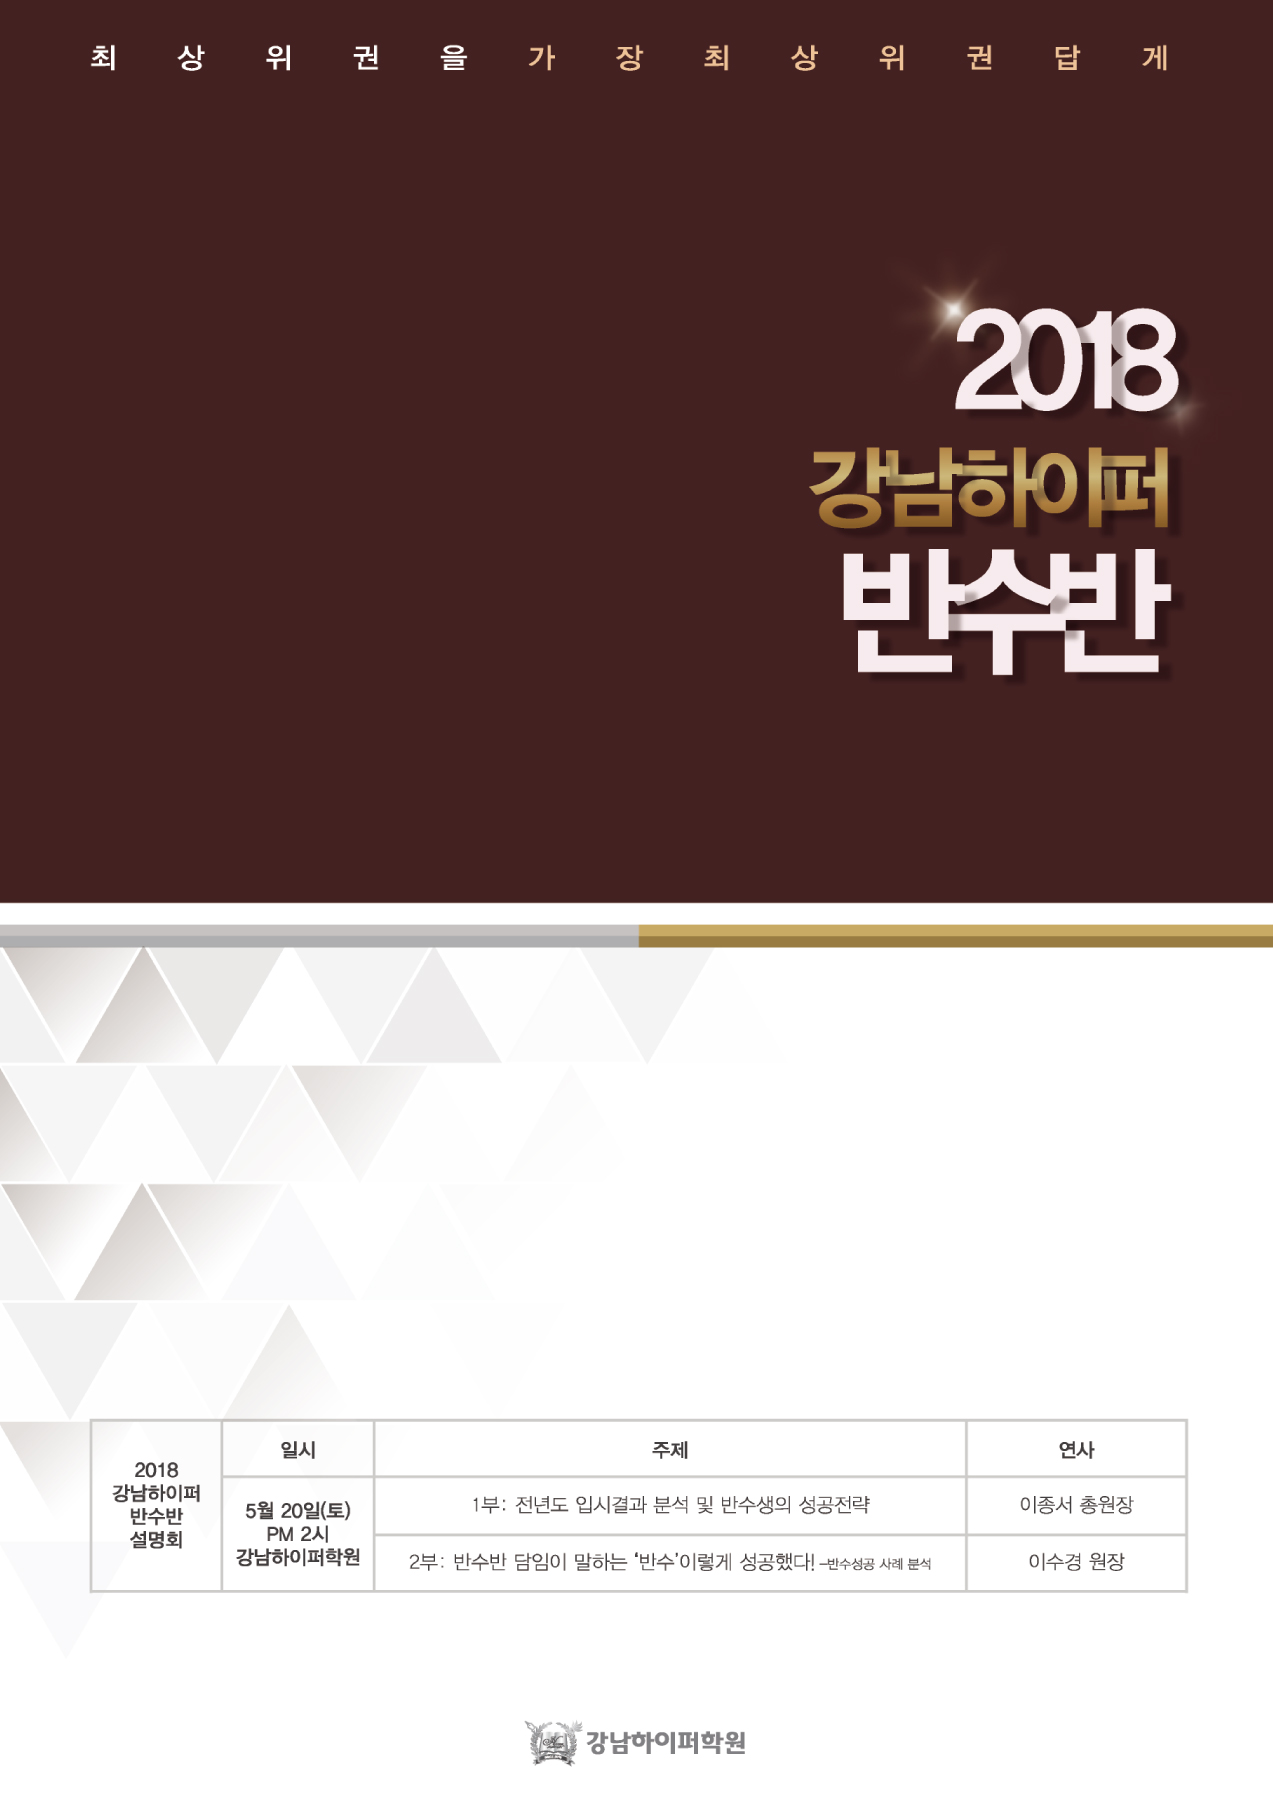 최상위권을가장최상위권답게
2018
강남하이퍼
반수반
2018
강남하이퍼
반수반
설명회
일시
주제
연사
5월 20일(토)
PM 2시
강남하이퍼학원
1부: 전년도 입시결과 분석 및 반수생의 성공전략
이종서 총원장
2부: 반수반 담임이 말하는 ‘반수’이렇게 성공했다! –반수성공 사례 분석
이수경 원장
강남하이퍼학원